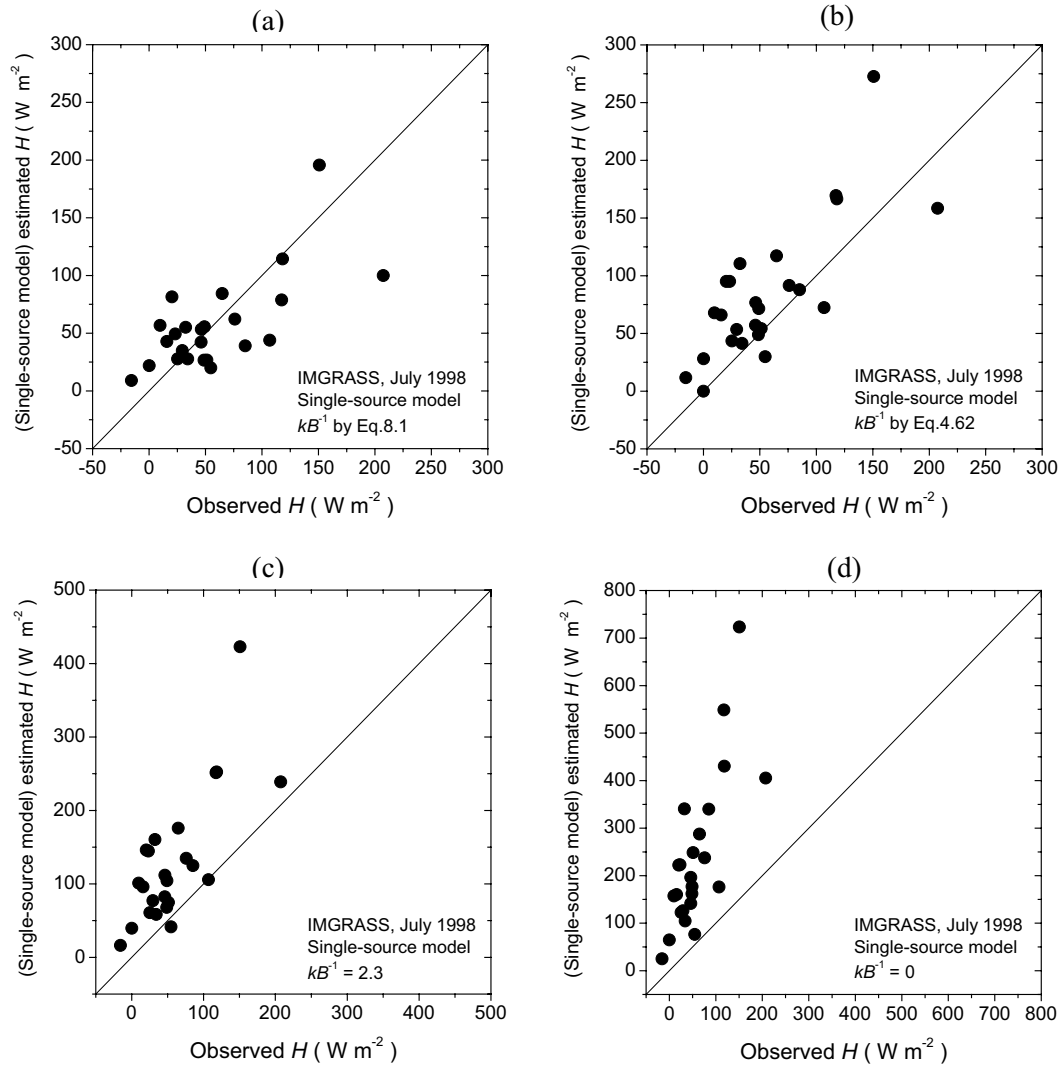 (a)
300
250
200
150
100
50
0
-50
-50 0 50 100 150 200 250 300
(Single-source model) estimated H ( W m-2 )
Observed H ( W m-2 )
IMGRASS, July 1998
Single-source model
kB-1 by Eq.8.1
(b)
300
250
200
150
100
50
0
-50
-50 0 50 100 150 200 250 300
(Single-source model) estimated H ( W m-2 )
Observed H ( W m-2 )
IMGRASS, July 1998
Single-source model
kB-1 by Eq.4.62
(c)
500
400
300
200
100
0
0 100 200 300 400 500
(Single-source model) estimated H ( W m-2 )
Observed H ( W m-2 )
IMGRASS, July 1998
Single-source model
kB-1 = 2.3
(d)
800
700
600
500
400
300
200
100
0
0 100 200 300 400 500 600 700 800
(Single-source model) estimated H ( W m-2 )
Observed H ( W m-2 )
IMGRASS, July 1998
Single-source model
kB-1 = 0